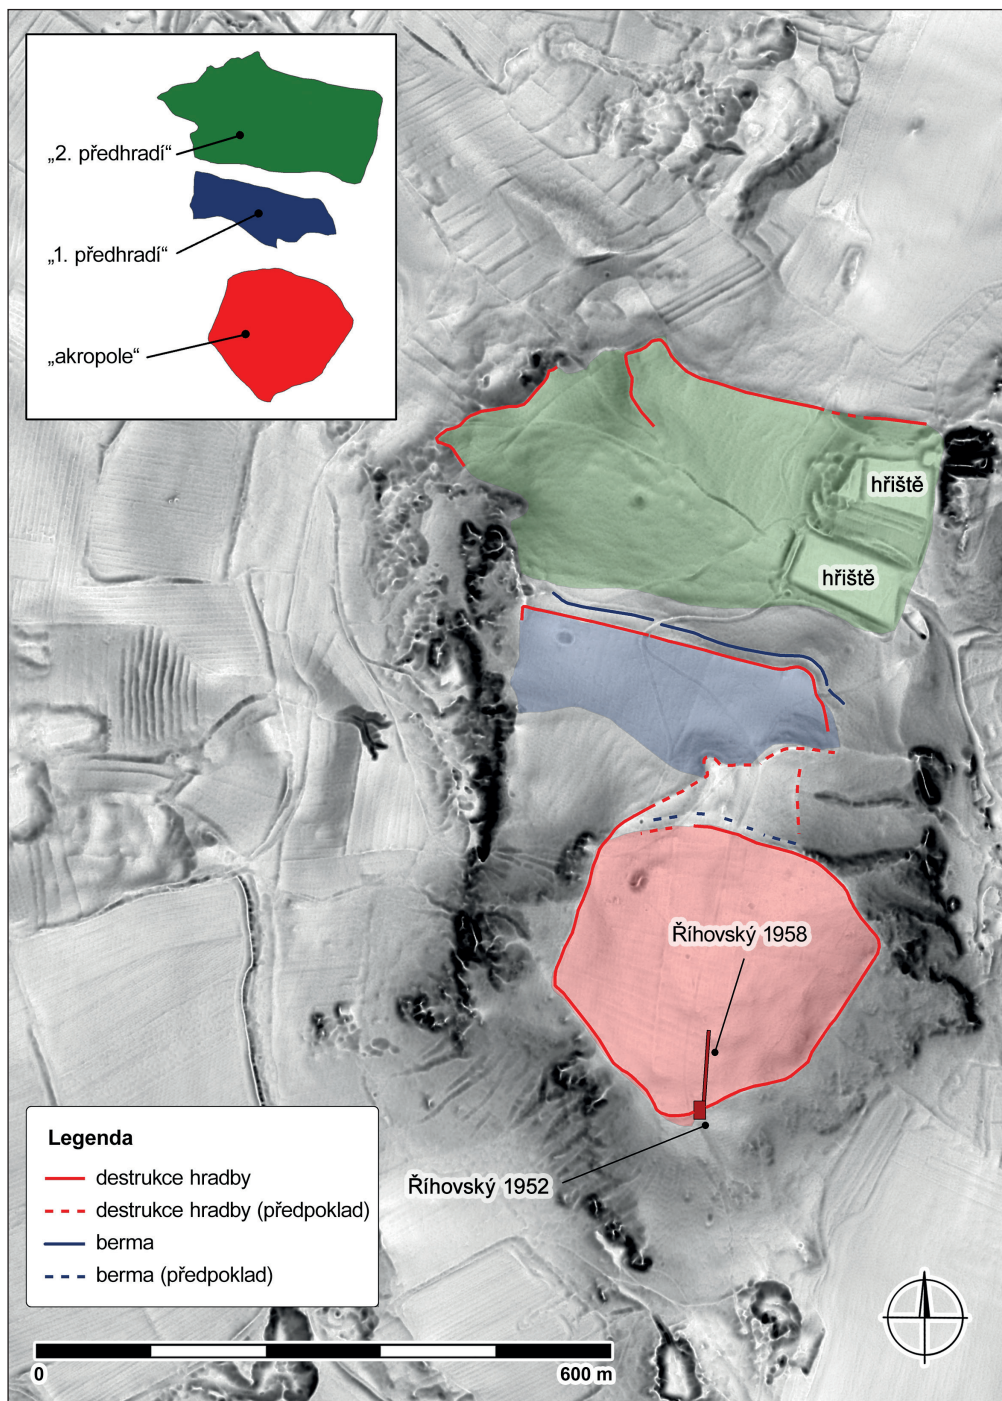 „2. předhradí“
„1. předhradí“
„akropole“
hřiště
hřiště
Říhovský 1958
Říhovský 1952
Legenda
destrukce hradby
destrukce hradby (předpoklad)
berma
berma (předpoklad)
0
600 m